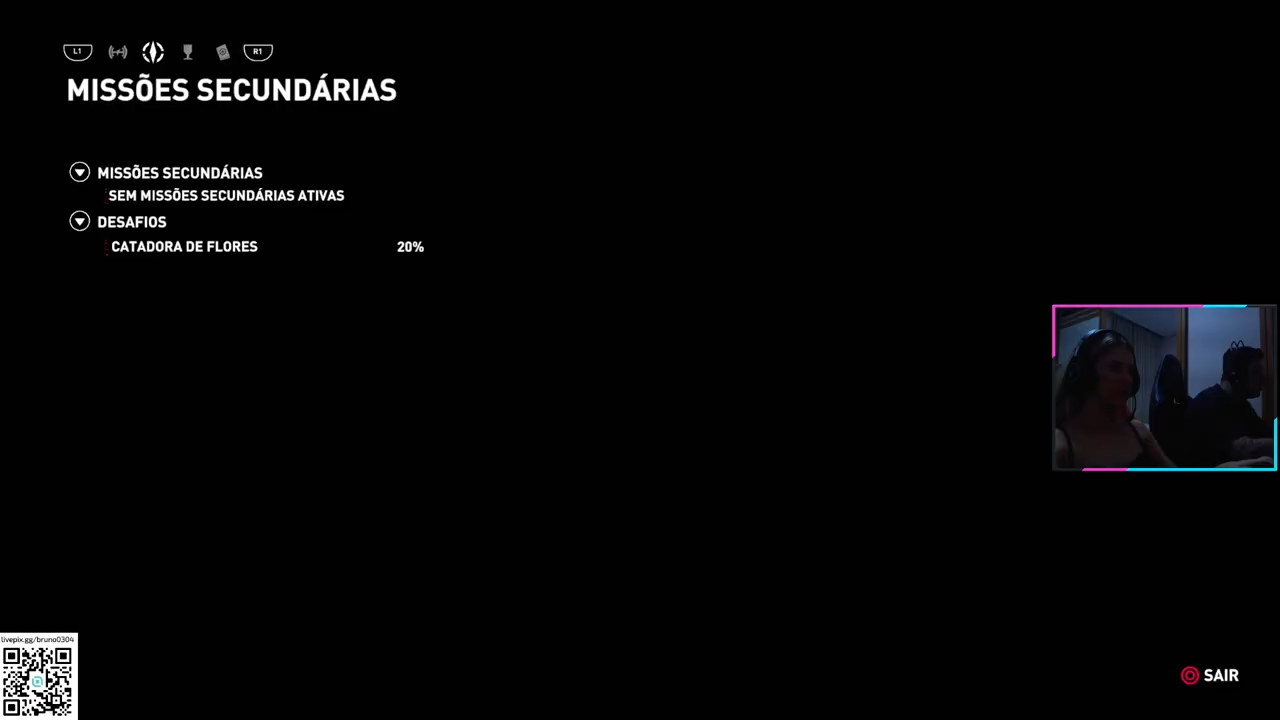 L1
R1
MISSÕES SECUNDÁRIAS
MISSÕES SECUNDÁRIAS
SEM MISSÕES SECUNDÁRIAS ATIVAS
DESAFIOS
CATADORA DE FLORES 20%
livepix.gg/bruno0304
SAIR